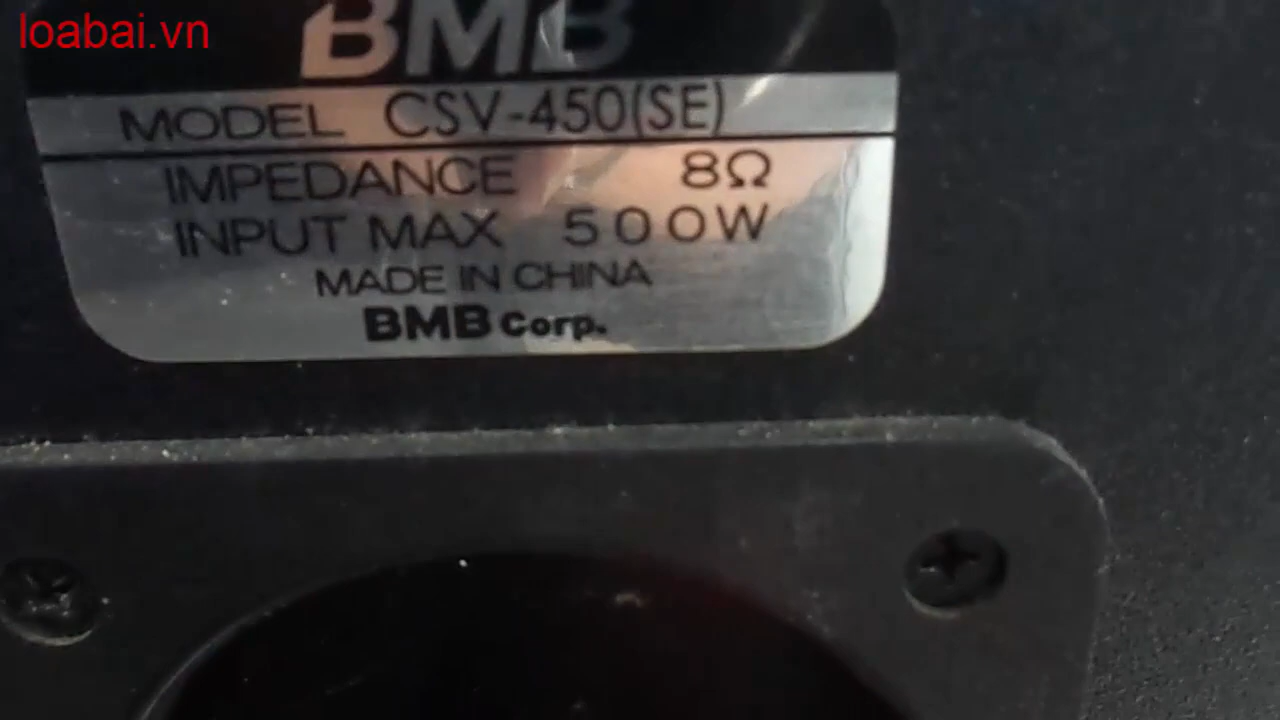 loabai.vn
BMB
MODEL CSV-450(SE)
IMPEDANCE 8Ω
INPUT MAX 500W
MADE IN CHINA
BMB Corp.